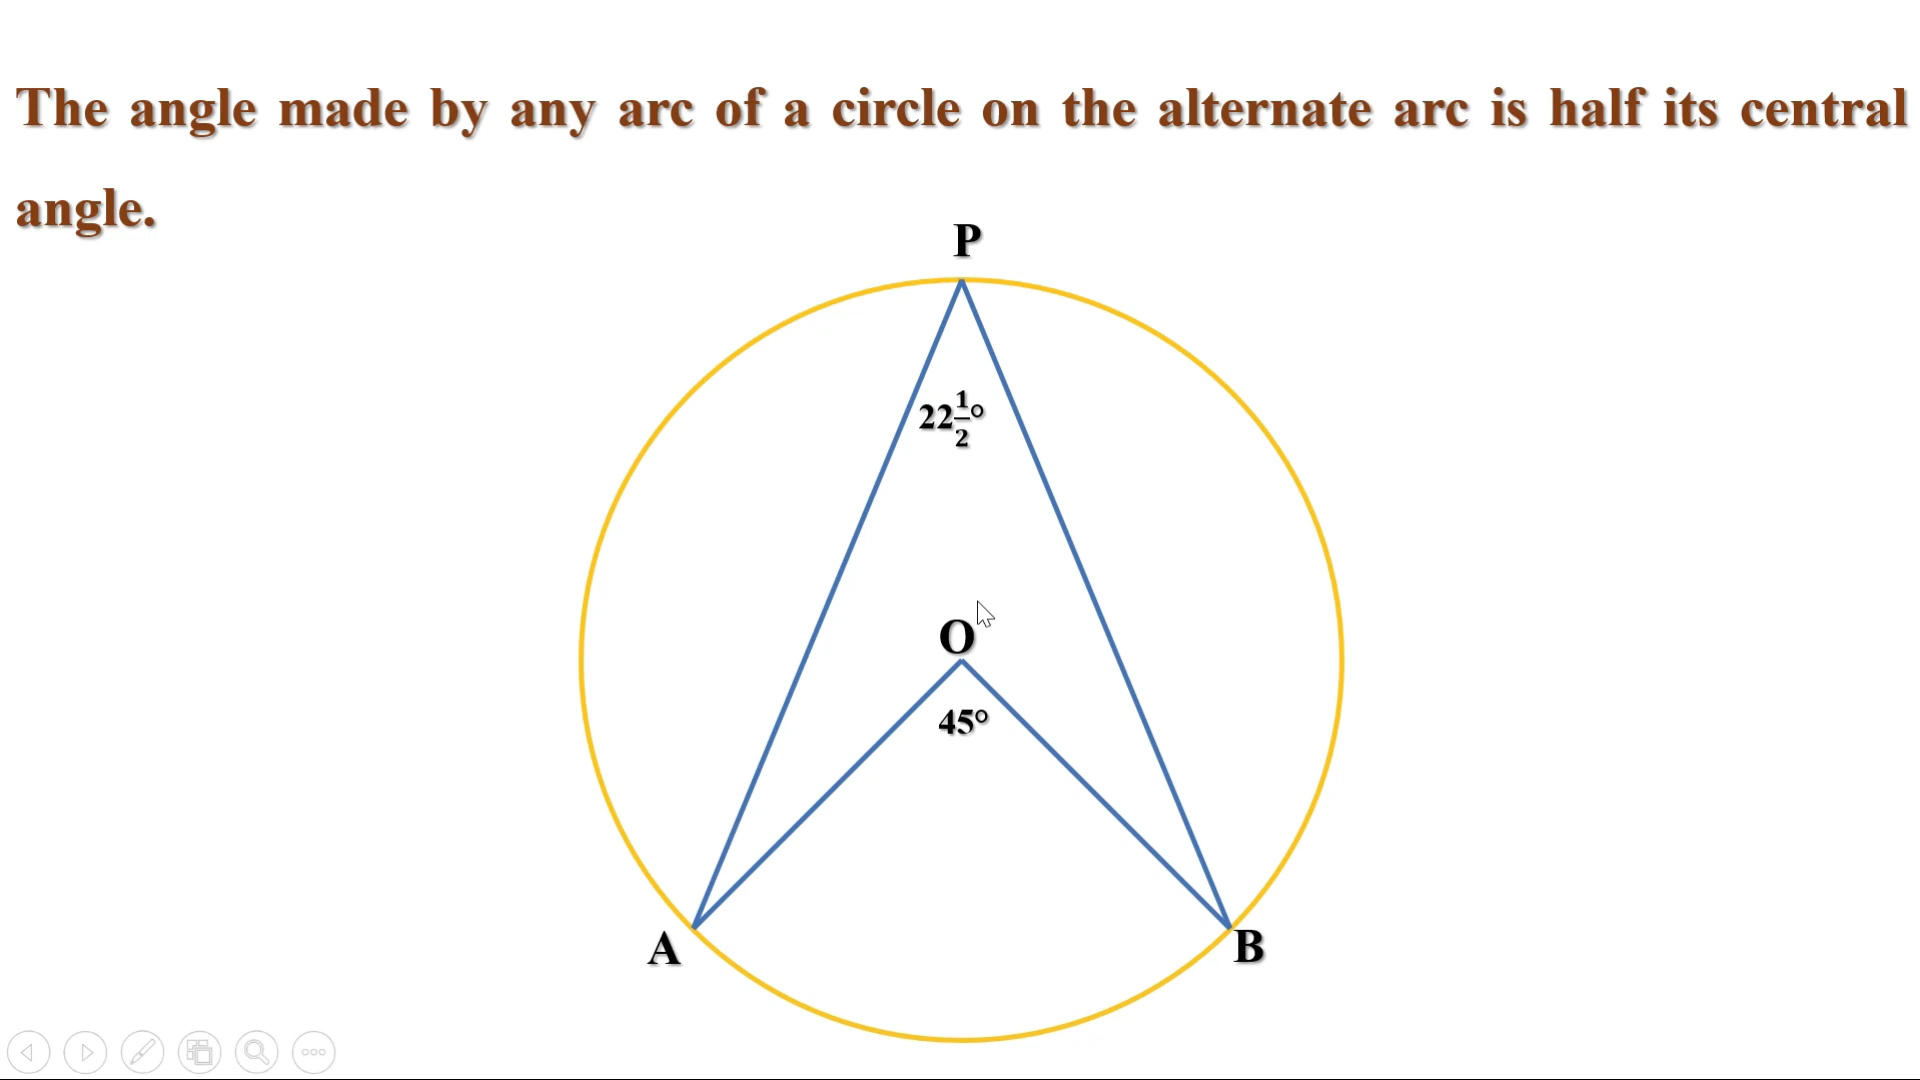 The angle made by any arc of a circle on the alternate arc is half its central
angle.
P
22½°
O
45°
A
B